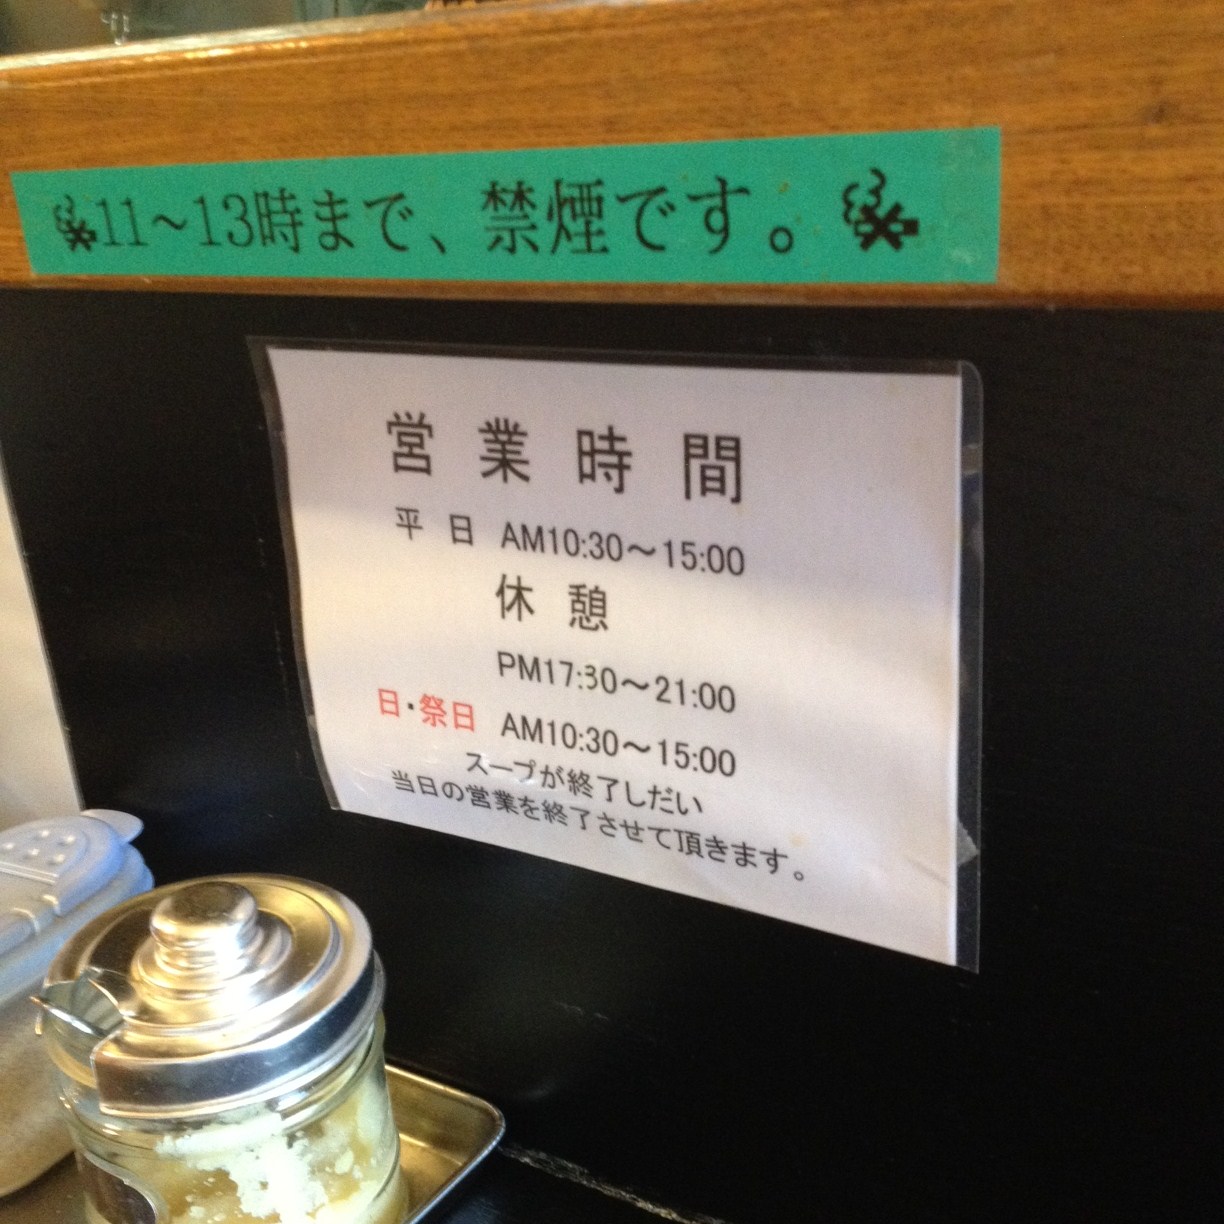 11～13時まで、禁煙です。
営業時間
平日 AM10:30～15:00
休憩
PM17:30～21:00
日・祭日 AM10:30～15:00
スープが終了しだい
当日の営業を終了させて頂きます。